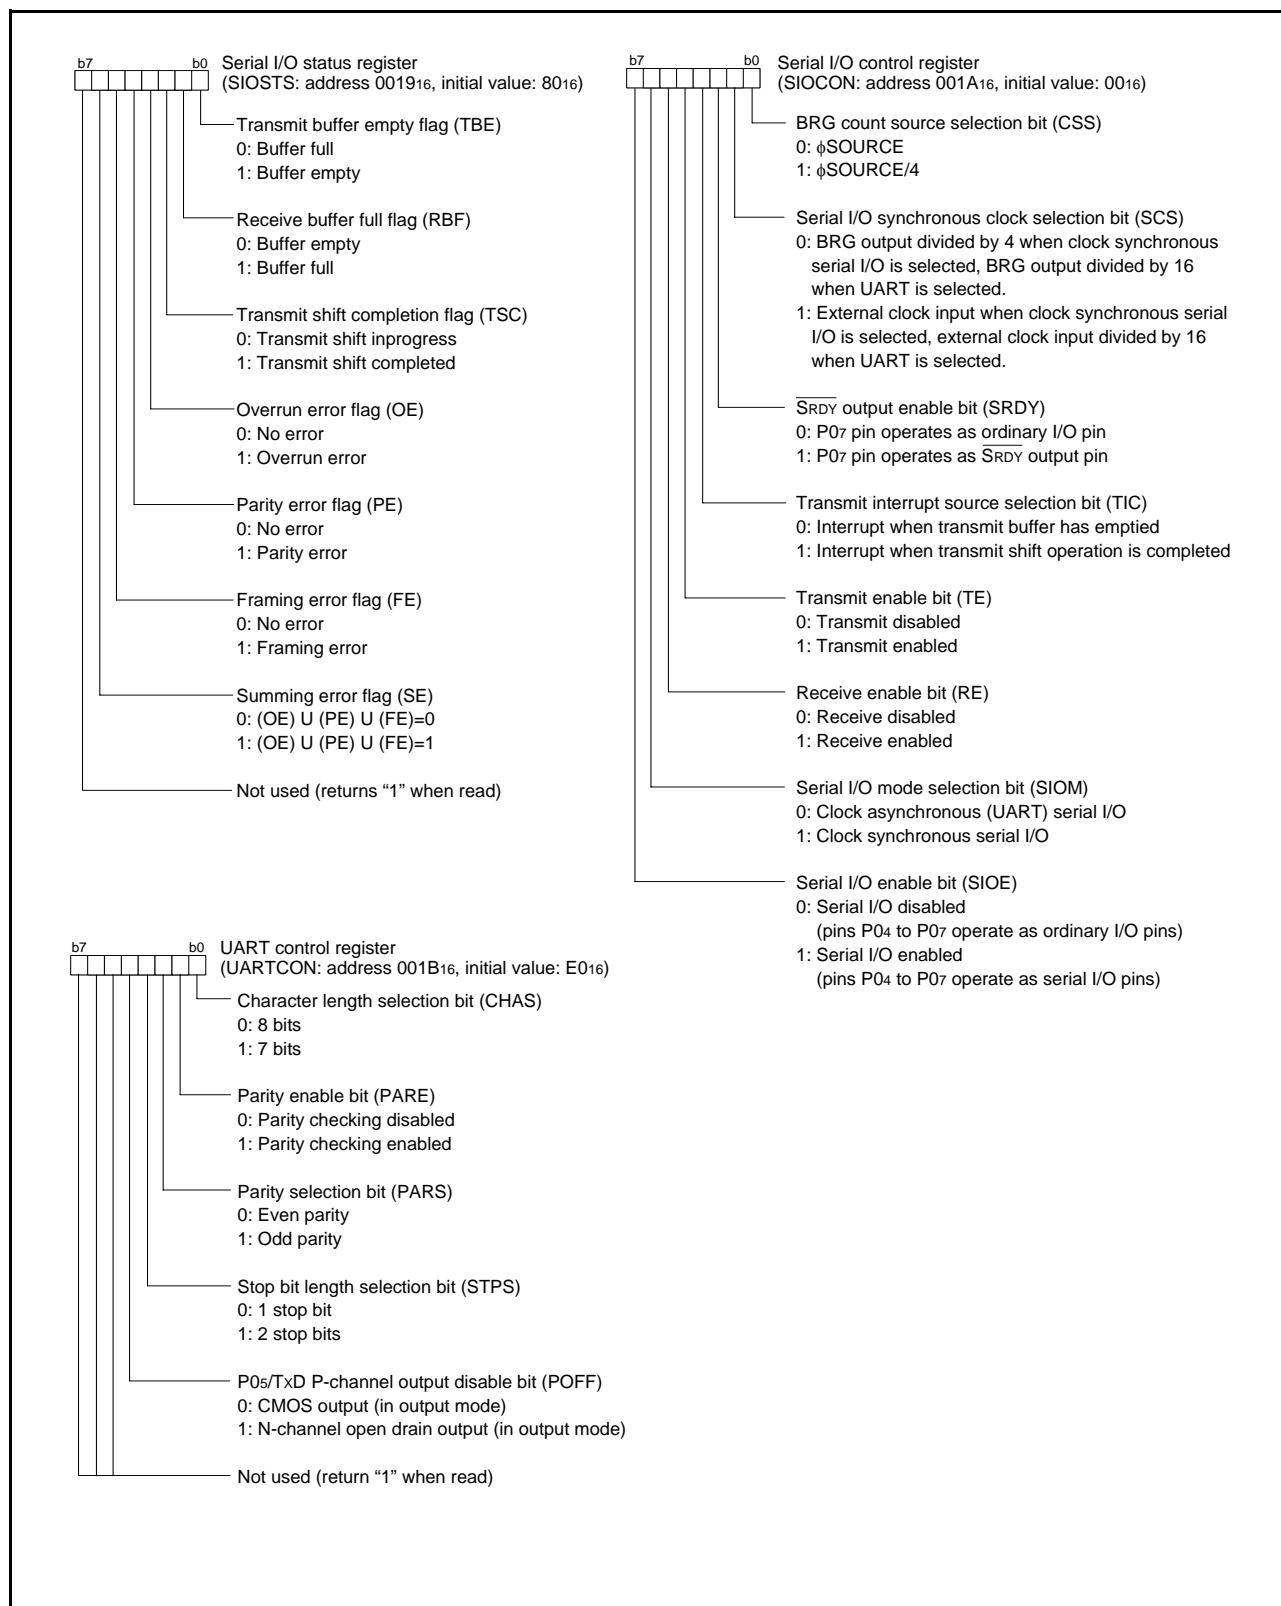 b7 b0 Serial I/O status register
(SIOSTS: address 001916, initial value: 8016)
Transmit buffer empty flag (TBE)
0: Buffer full
1: Buffer empty
Receive buffer full flag (RBF)
0: Buffer empty
1: Buffer full
Transmit shift completion flag (TSC)
0: Transmit shift inprogress
1: Transmit shift completed
Overrun error flag (OE)
0: No error
1: Overrun error
Parity error flag (PE)
0: No error
1: Parity error
Framing error flag (FE)
0: No error
1: Framing error
Summing error flag (SE)
0: (OE) U (PE) U (FE)=0
1: (OE) U (PE) U (FE)=1
Not used (returns “1” when read)
b7 b0 UART control register
(UARTCON: address 001B16, initial value: E016)
Character length selection bit (CHAS)
0: 8 bits
1: 7 bits
Parity enable bit (PARE)
0: Parity checking disabled
1: Parity checking enabled
Parity selection bit (PARS)
0: Even parity
1: Odd parity
Stop bit length selection bit (STPS)
0: 1 stop bit
1: 2 stop bits
P05/TxD P-channel output disable bit (POFF)
0: CMOS output (in output mode)
1: N-channel open drain output (in output mode)
Not used (return “1” when read)
b7 b0 Serial I/O control register
(SIOCON: address 001A16, initial value: 0016)
BRG count source selection bit (CSS)
0: ϕSOURCE
1: ϕSOURCE/4
Serial I/O synchronous clock selection bit (SCS)
0: BRG output divided by 4 when clock synchronous
serial I/O is selected, BRG output divided by 16
when UART is selected.
1: External clock input when clock synchronous serial
I/O is selected, external clock input divided by 16
when UART is selected.
SRDY output enable bit (SRDY)
0: P07 pin operates as ordinary I/O pin
1: P07 pin operates as SRDY output pin
Transmit interrupt source selection bit (TIC)
0: Interrupt when transmit buffer has emptied
1: Interrupt when transmit shift operation is completed
Transmit enable bit (TE)
0: Transmit disabled
1: Transmit enabled
Receive enable bit (RE)
0: Receive disabled
1: Receive enabled
Serial I/O mode selection bit (SIOM)
0: Clock asynchronous (UART) serial I/O
1: Clock synchronous serial I/O
Serial I/O enable bit (SIOE)
0: Serial I/O disabled
(pins P04 to P07 operate as ordinary I/O pins)
1: Serial I/O enabled
(pins P04 to P07 operate as serial I/O pins)